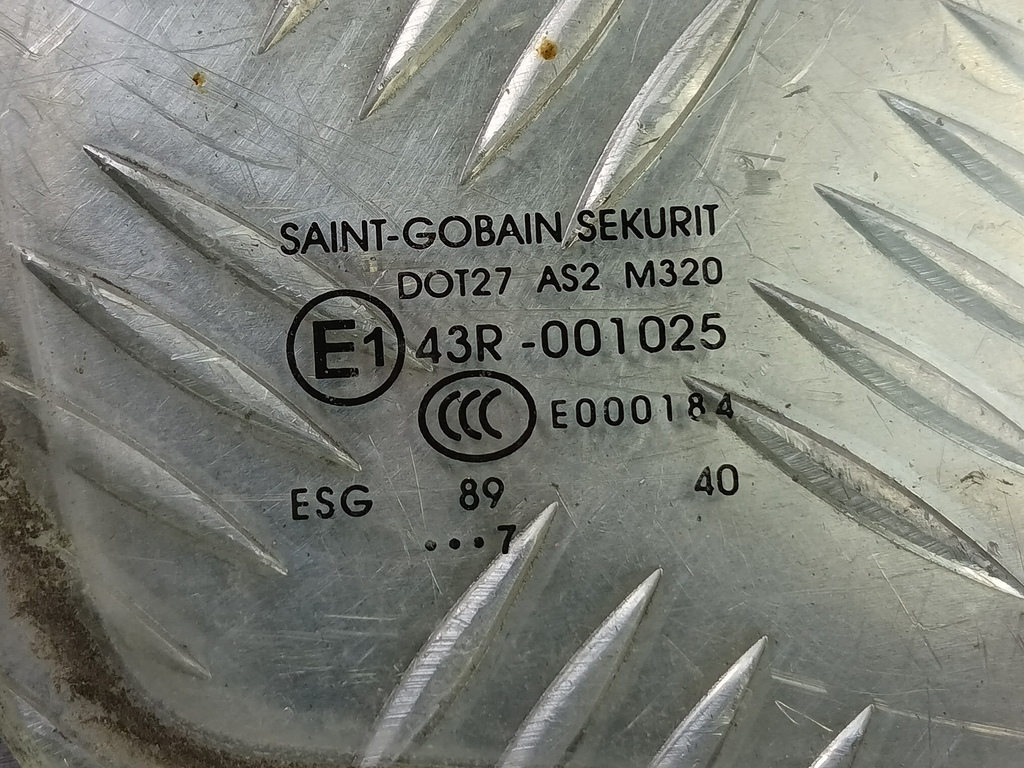 SAINT-GOBAIN SEKURIT
DOT27 AS2 M320
E1 43R -001025
CCC E000184
ESG 89 40
...7